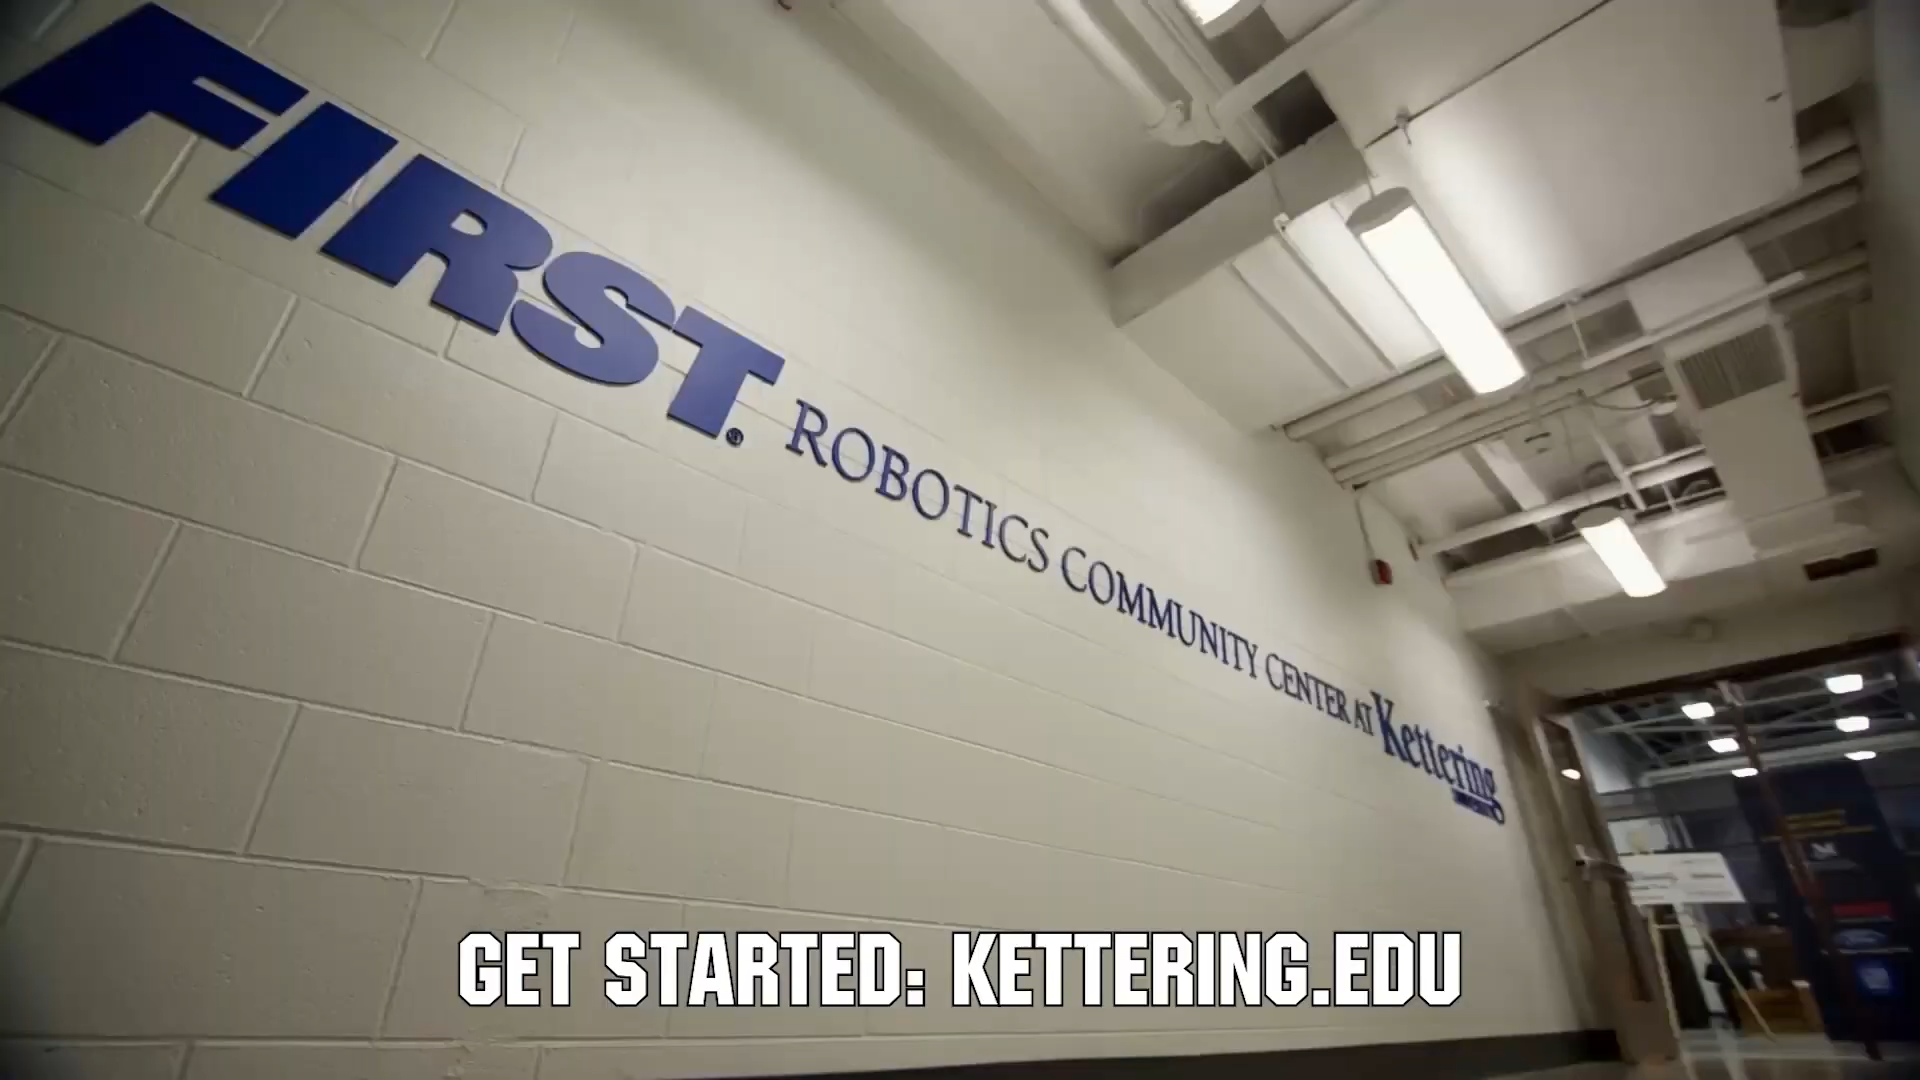 FIRST® ROBOTICS COMMUNITY CENTER AT Kettering
GET STARTED: KETTERING.EDU